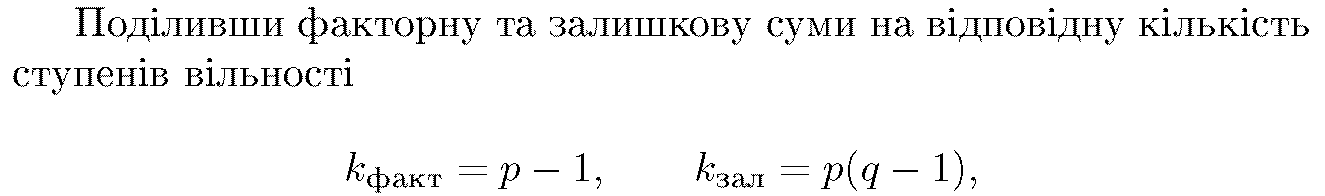 Поділивши факторну та залишкову суми на відповідну кількість
ступенів вільності
k_факт = p − 1, k_зал = p(q − 1),